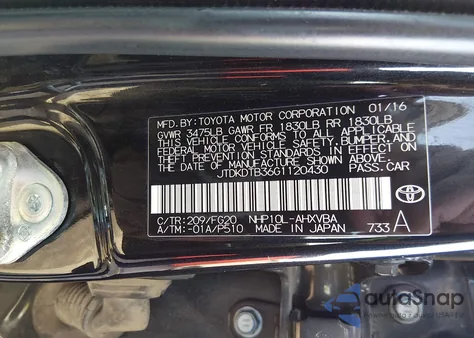 MFD.BY:TOYOTA MOTOR CORPORATION 01/16
GVWR 3475LB GAWR FR 1830LB RR 1830LB
THIS VEHICLE CONFORMS TO ALL APPLICABLE
FEDERAL MOTOR VEHICLE SAFETY,BUMPER,AND
THEFT PREVENTION STANDARDS IN EFFECT ON
THE DATE OF MANUFACTURE SHOWN ABOVE.
JTDKDTB36G1120430 PASS.CAR
C/TR:209/FG20 NHP10L-AHXVBA
A/TM:-01A/P510 MADE IN JAPAN 733 A
autoSnap